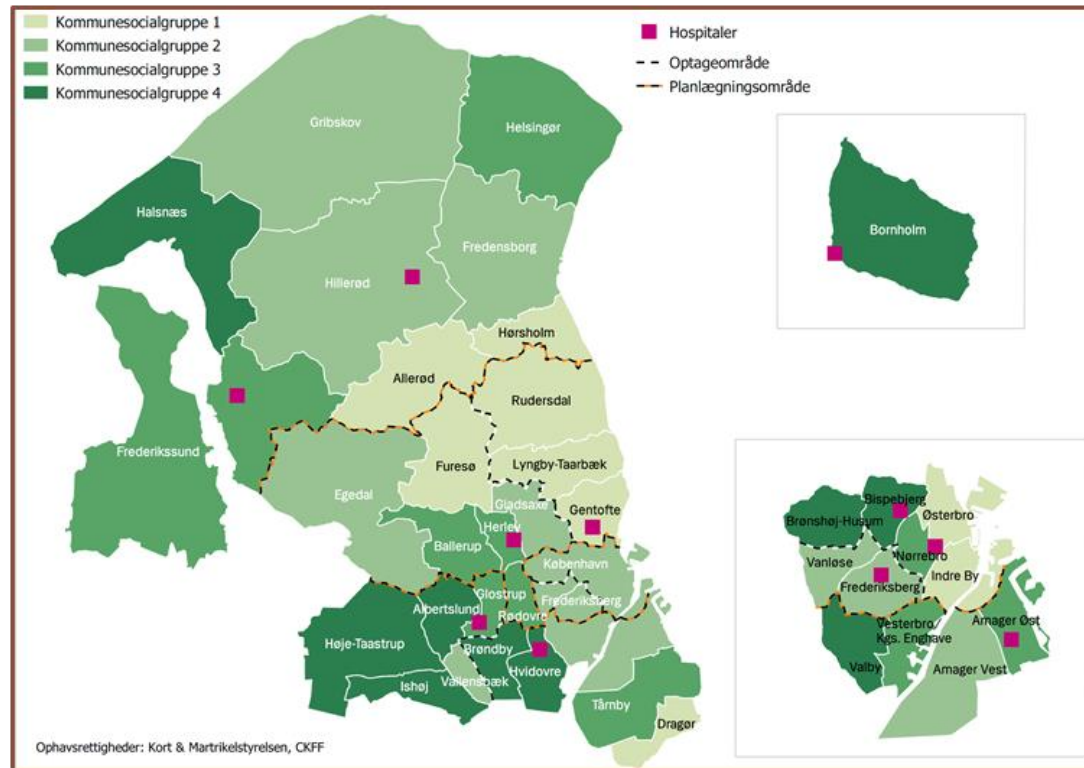 Kommunesocialgruppe 1
Kommunesocialgruppe 2
Kommunesocialgruppe 3
Kommunesocialgruppe 4
Hospitaler
Optageområde
Planlægningsområde
Gribskov
Helsingør
Halsnæs
Fredensborg
Hillerød
Bornholm
Hørsholm
Allerød
Rudersdal
Frederikssund
Furesø
Lyngby-Taarbæk
Egedal
Gladsaxe
Gentofte
Herlev
Ballerup
København
Glostrup
Frederiksberg
Albertslund
Rødovre
Høje-Taastrup
Brøndby
Hvidovre
Ishøj
Vallensbæk
Tårnby
Dragør
Bispebjerg
Østerbro
Brønshøj-Husum
Nørrebro
Vanløse
Indre By
Frederiksberg
Vesterbro
Kgs. Enghave
Amager Øst
Valby
Amager Vest
Ophavsrettigheder: Kort & Martrikelstyrelsen, CKFF